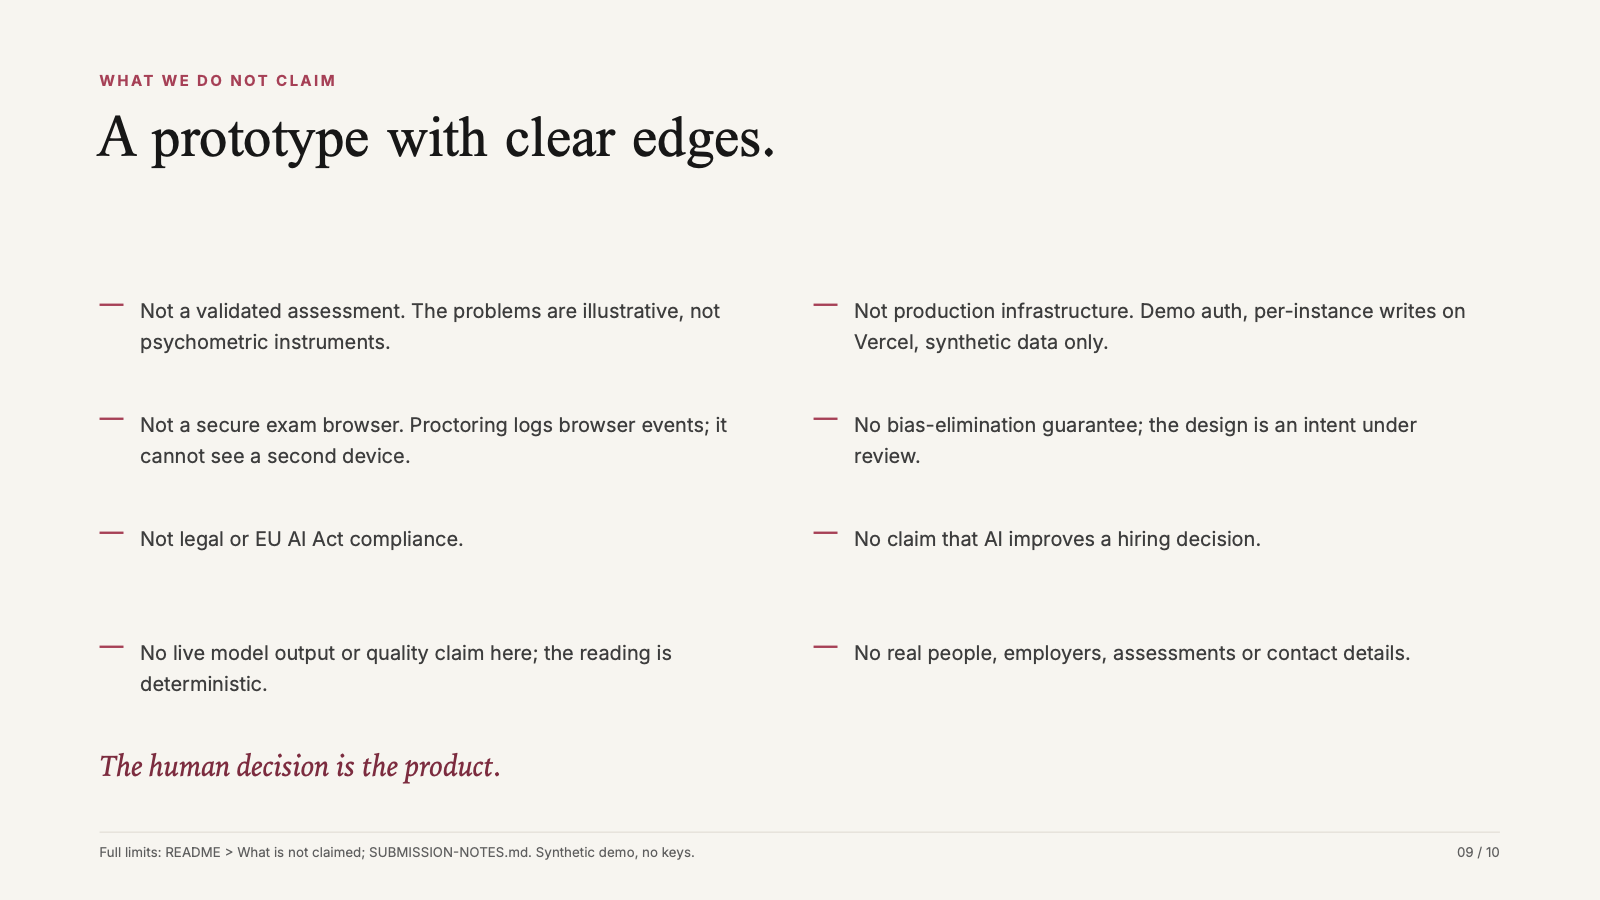 WHAT WE DO NOT CLAIM
A prototype with clear edges.
Not a validated assessment. The problems are illustrative, not
psychometric instruments.
Not a secure exam browser. Proctoring logs browser events; it
cannot see a second device.
Not legal or EU AI Act compliance.
No live model output or quality claim here; the reading is
deterministic.
Not production infrastructure. Demo auth, per-instance writes on
Vercel, synthetic data only.
No bias-elimination guarantee; the design is an intent under
review.
No claim that AI improves a hiring decision.
No real people, employers, assessments or contact details.
The human decision is the product.
Full limits: README > What is not claimed; SUBMISSION-NOTES.md. Synthetic demo, no keys.
09 / 10